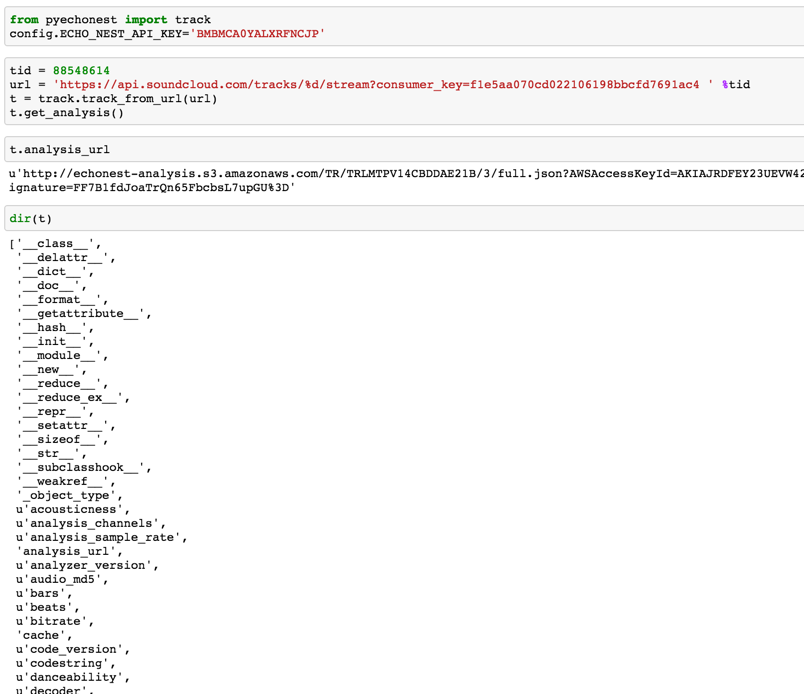 from pyechonest import track
config.ECHO_NEST_API_KEY='BMBMCA0YALXRFNCJP'
tid = 88548614
url = 'https://api.soundcloud.com/tracks/%d/stream?consumer_key=f1e5aa070cd022106198bbcfd7691ac4 ' %tid
t = track.track_from_url(url)
t.get_analysis()
t.analysis_url
u'http://echonest-analysis.s3.amazonaws.com/TR/TRLMTPV14CBDDAE21B/3/full.json?AWSAccessKeyId=AKIAJRDFEY23UEVW42
ignature=FF7B1fdJoaTrQn65FbcbsL7upGU%3D'
dir(t)
['__class__',
'__delattr__',
'__dict__',
'__doc__',
'__format__',
'__getattribute__',
'__hash__',
'__init__',
'__module__',
'__new__',
'__reduce__',
'__reduce_ex__',
'__repr__',
'__setattr__',
'__sizeof__',
'__str__',
'__subclasshook__',
'__weakref__',
'_object_type',
u'acousticness',
u'analysis_channels',
u'analysis_sample_rate',
'analysis_url',
u'analyzer_version',
u'audio_md5',
u'bars',
u'beats',
u'bitrate',
'cache',
u'code_version',
u'codestring',
u'danceability',
u'decoder',